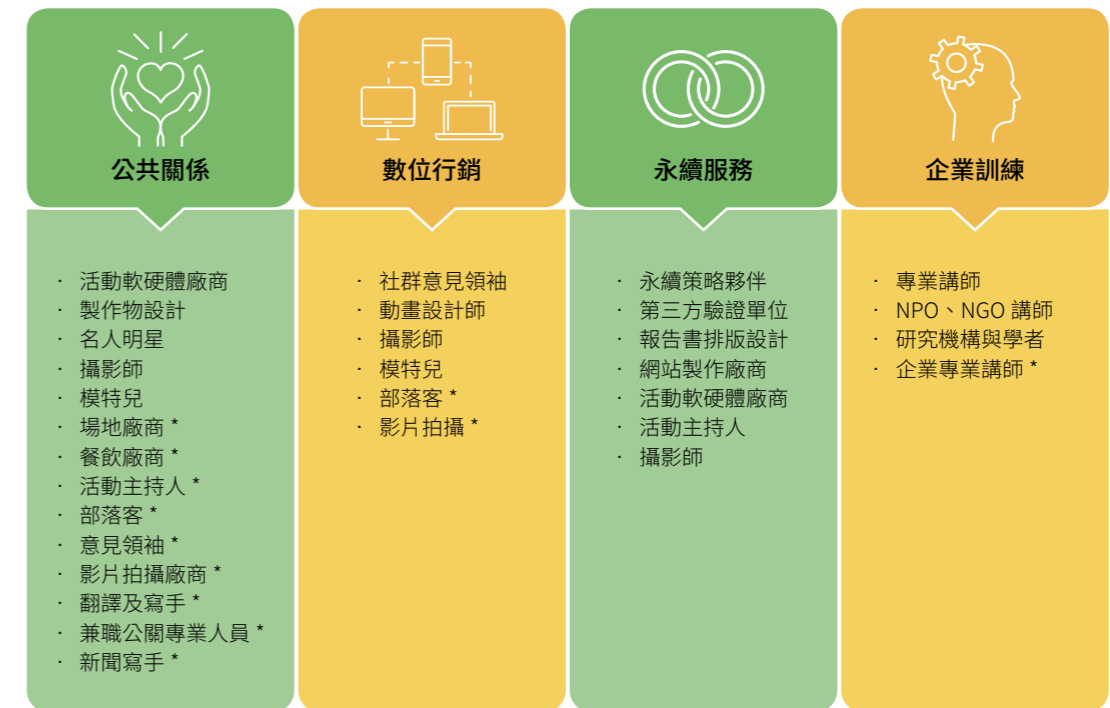 公共關係
· 活動軟硬體廠商
· 製作物設計
· 名人明星
· 攝影師
· 模特兒
· 場地廠商 *
· 餐飲廠商 *
· 活動主持人 *
· 部落客 *
· 意見領袖 *
· 影片拍攝廠商 *
· 翻譯及寫手 *
· 兼職公關專業人員 *
· 新聞寫手 *
數位行銷
· 社群意見領袖
· 動畫設計師
· 攝影師
· 模特兒
· 部落客 *
· 影片拍攝 *
永續服務
· 永續策略夥伴
· 第三方驗證單位
· 報告書排版設計
· 網站製作廠商
· 活動軟硬體廠商
· 活動主持人
· 攝影師
企業訓練
· 專業講師
· NPO、NGO 講師
· 研究機構與學者
· 企業專業講師 *